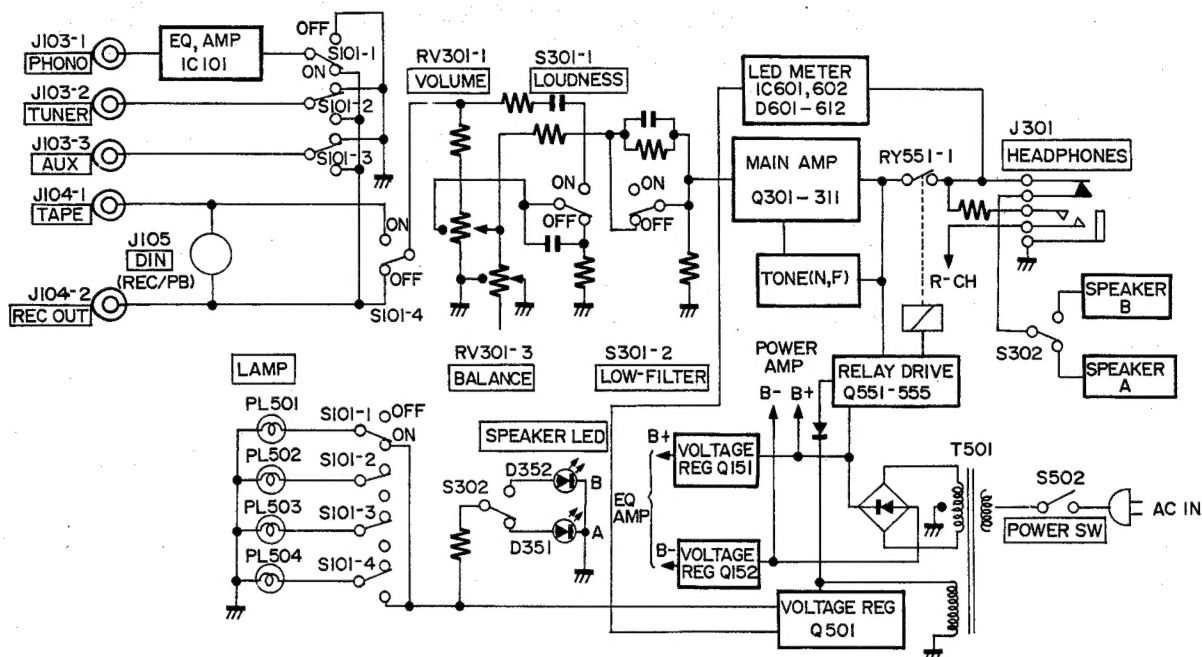 J103-1
PHONO
EQ, AMP
IC101
OFF
S101-1
ON
J103-2
TUNER
S101-2
J103-3
AUX
S101-3
J104-1
TAPE
J105
DIN
(REC/PB)
ON
OFF
J104-2
REC OUT
S101-4
RV301-1
VOLUME
S301-1
LOUDNESS
ON
OFF
ON
OFF
RV301-3
BALANCE
S301-2
LOW-FILTER
LED METER
IC601,602
D601-612
MAIN AMP
Q301-311
TONE(N,F)
RY551-1
J301
HEADPHONES
R-CH
SPEAKER
B
S302
SPEAKER
A
POWER
AMP
B-
B+
RELAY DRIVE
Q551-555
LAMP
PL501
S101-1
OFF
ON
PL502
S101-2
PL503
S101-3
PL504
S101-4
SPEAKER LED
S302
D352
B
D351
A
B+
EQ
AMP
B-
VOLTAGE
REG Q151
VOLTAGE
REG Q152
VOLTAGE REG
Q501
T501
S502
POWER SW
AC IN